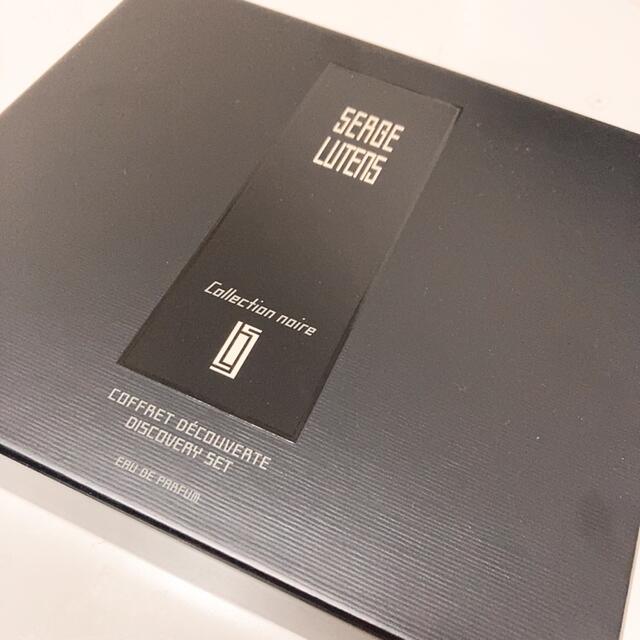 SERGE
LUTENS
Collection noire
COFFRET DÉCOUVERTE
DISCOVERY SET
EAU DE PARFUM